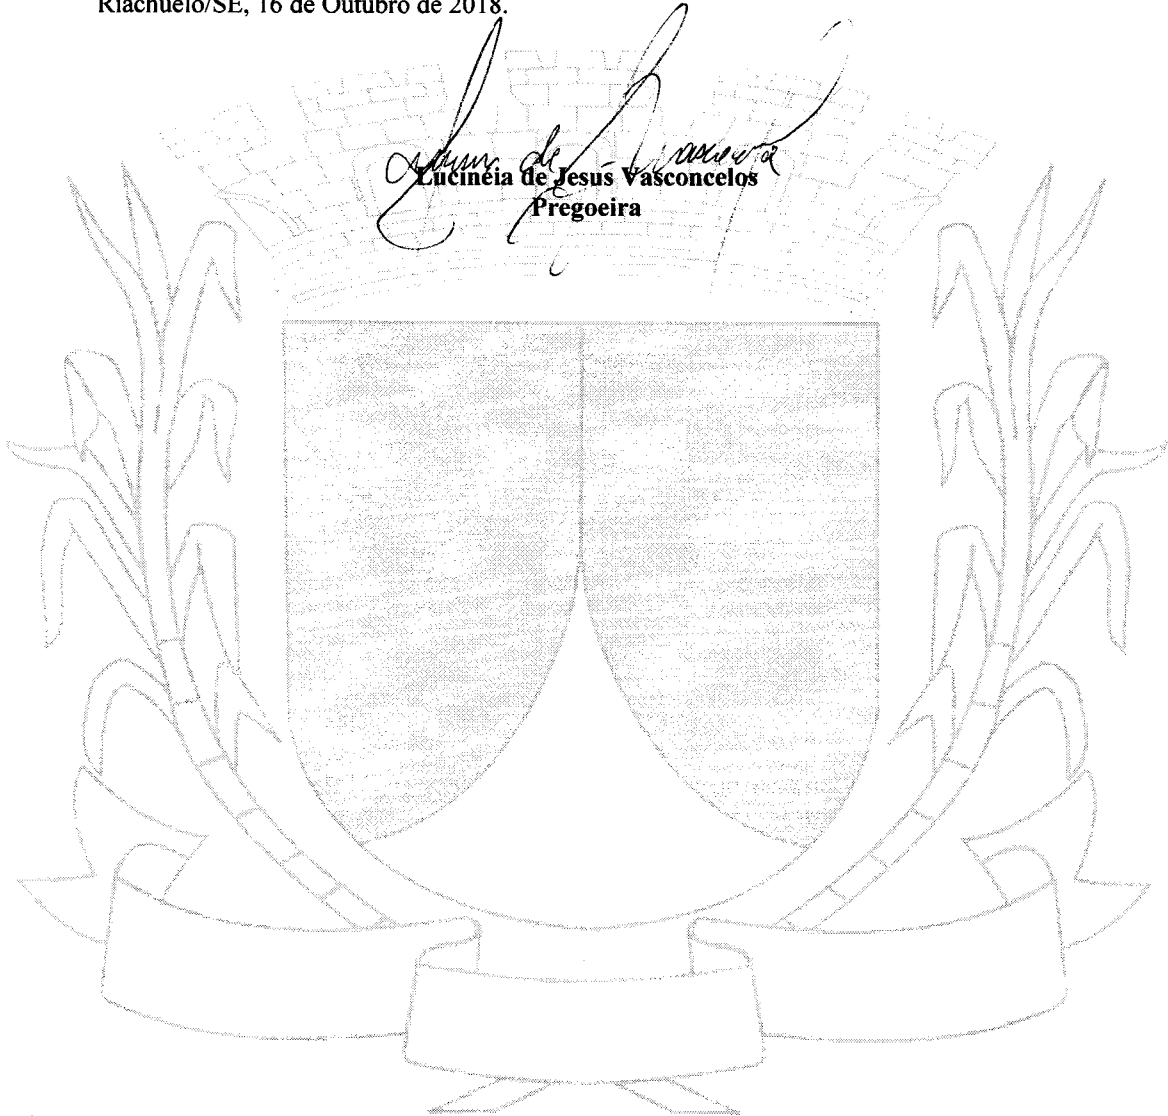 Riachuelo/SE, 16 de Outubro de 2018.
Lucinéia de Jesus Vasconcelos
Pregoeira